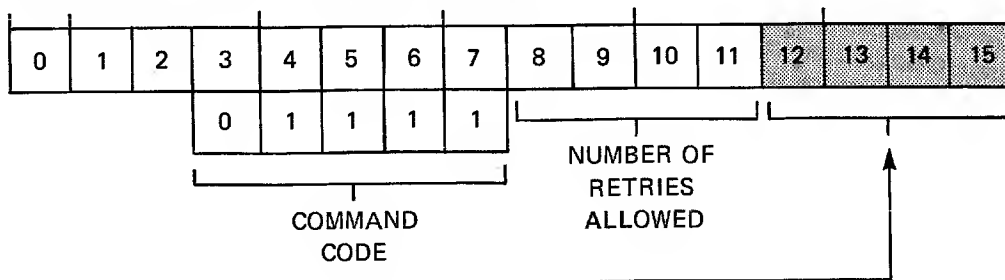 0 1 2 3 4 5 6 7 8 9 10 11 12 13 14 15
0 1 1 1 1
NUMBER OF
RETRIES
ALLOWED
COMMAND
CODE